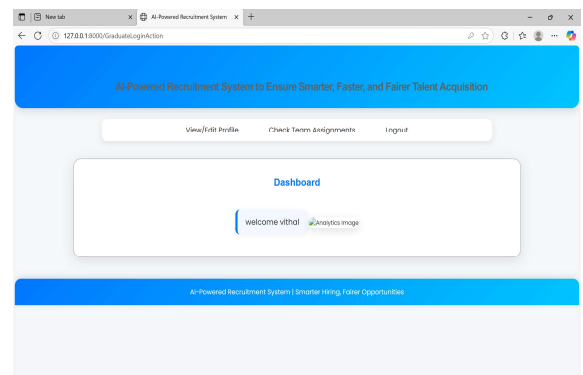 New tab
AI-Powered Recruitment System
127.0.0.1:8000/GraduateLoginAction
AI-Powered Recruitment System to Ensure Smarter, Faster, and Fairer Talent Acquisition
View/Edit Profile Check Team Assignments Logout
Dashboard
welcome vithal Analytics Image
AI-Powered Recruitment System | Smarter Hiring, Fairer Opportunities